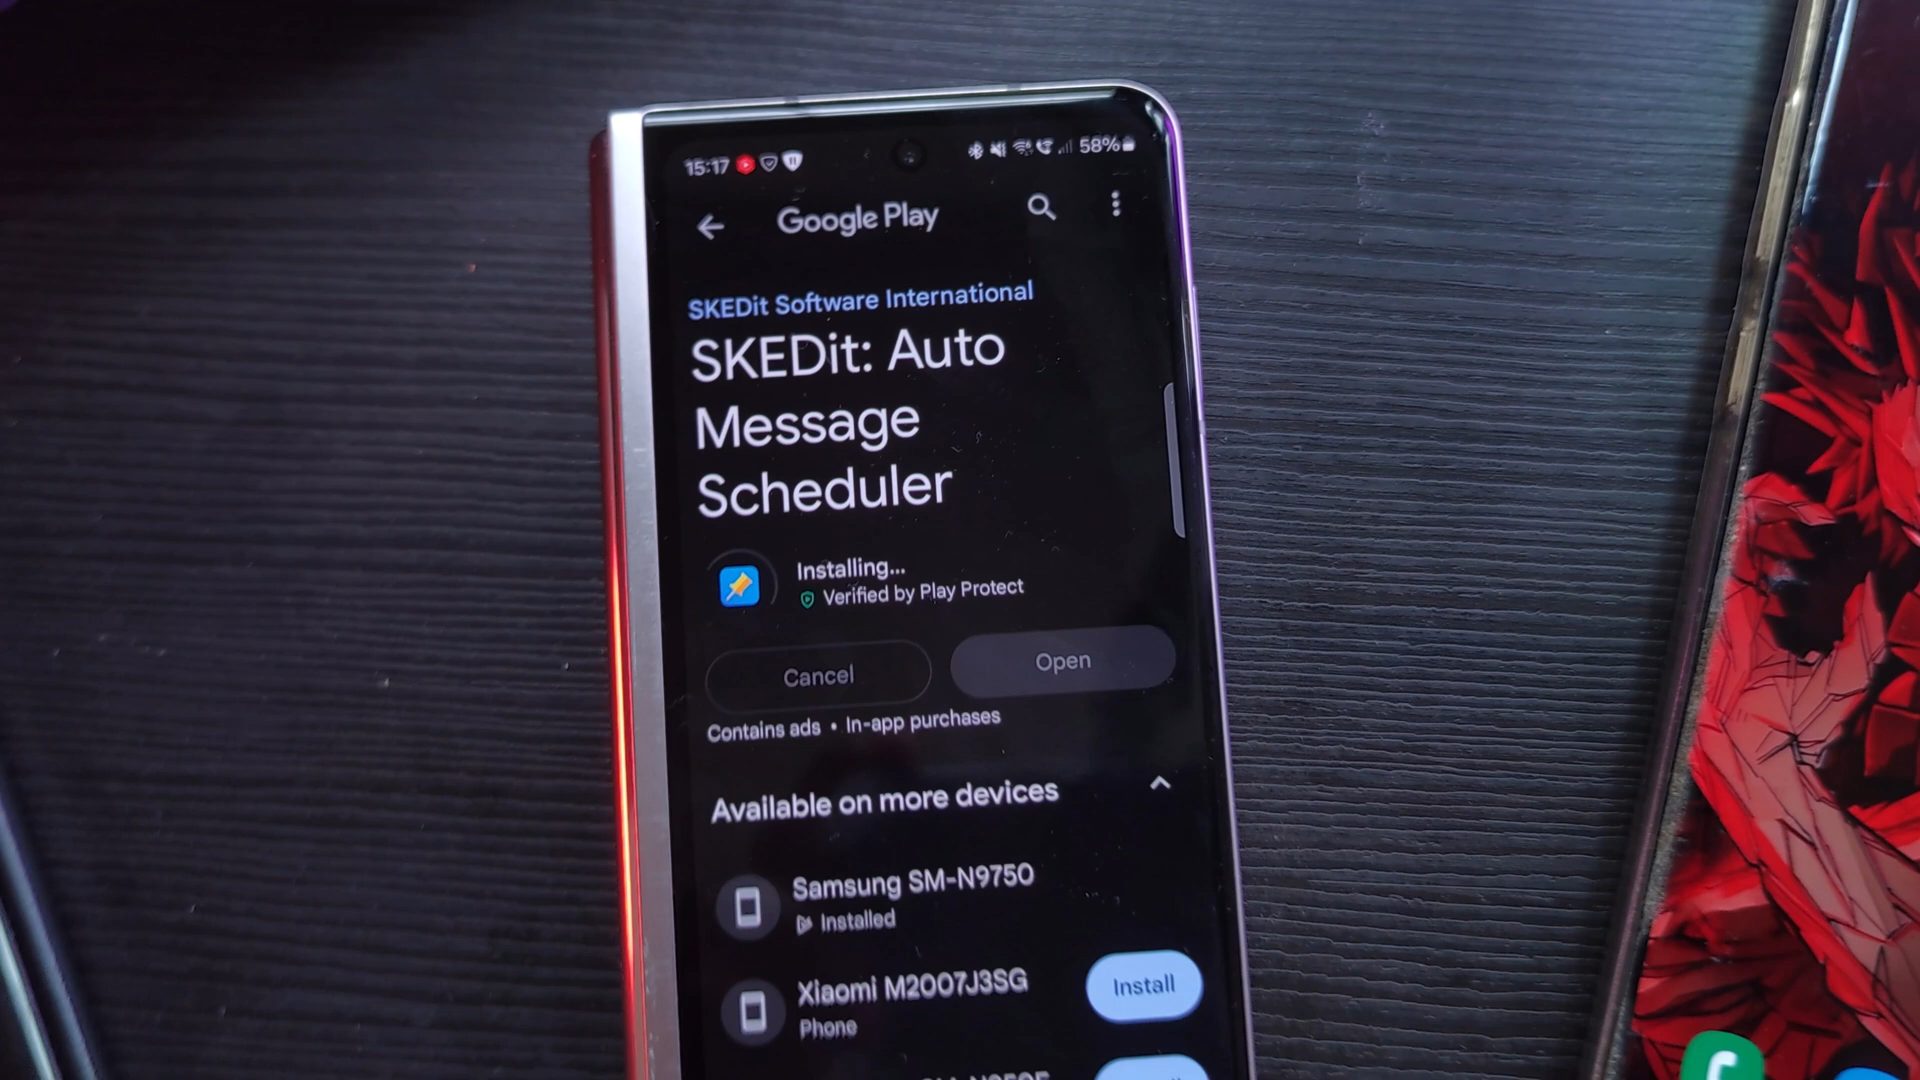 15:17 58%
Google Play
SKEDit Software International
SKEDit: Auto
Message
Scheduler
Installing...
Verified by Play Protect
Cancel Open
Contains ads • In-app purchases
Available on more devices
Samsung SM-N9750
Installed
Xiaomi M2007J3SG
Install
Phone